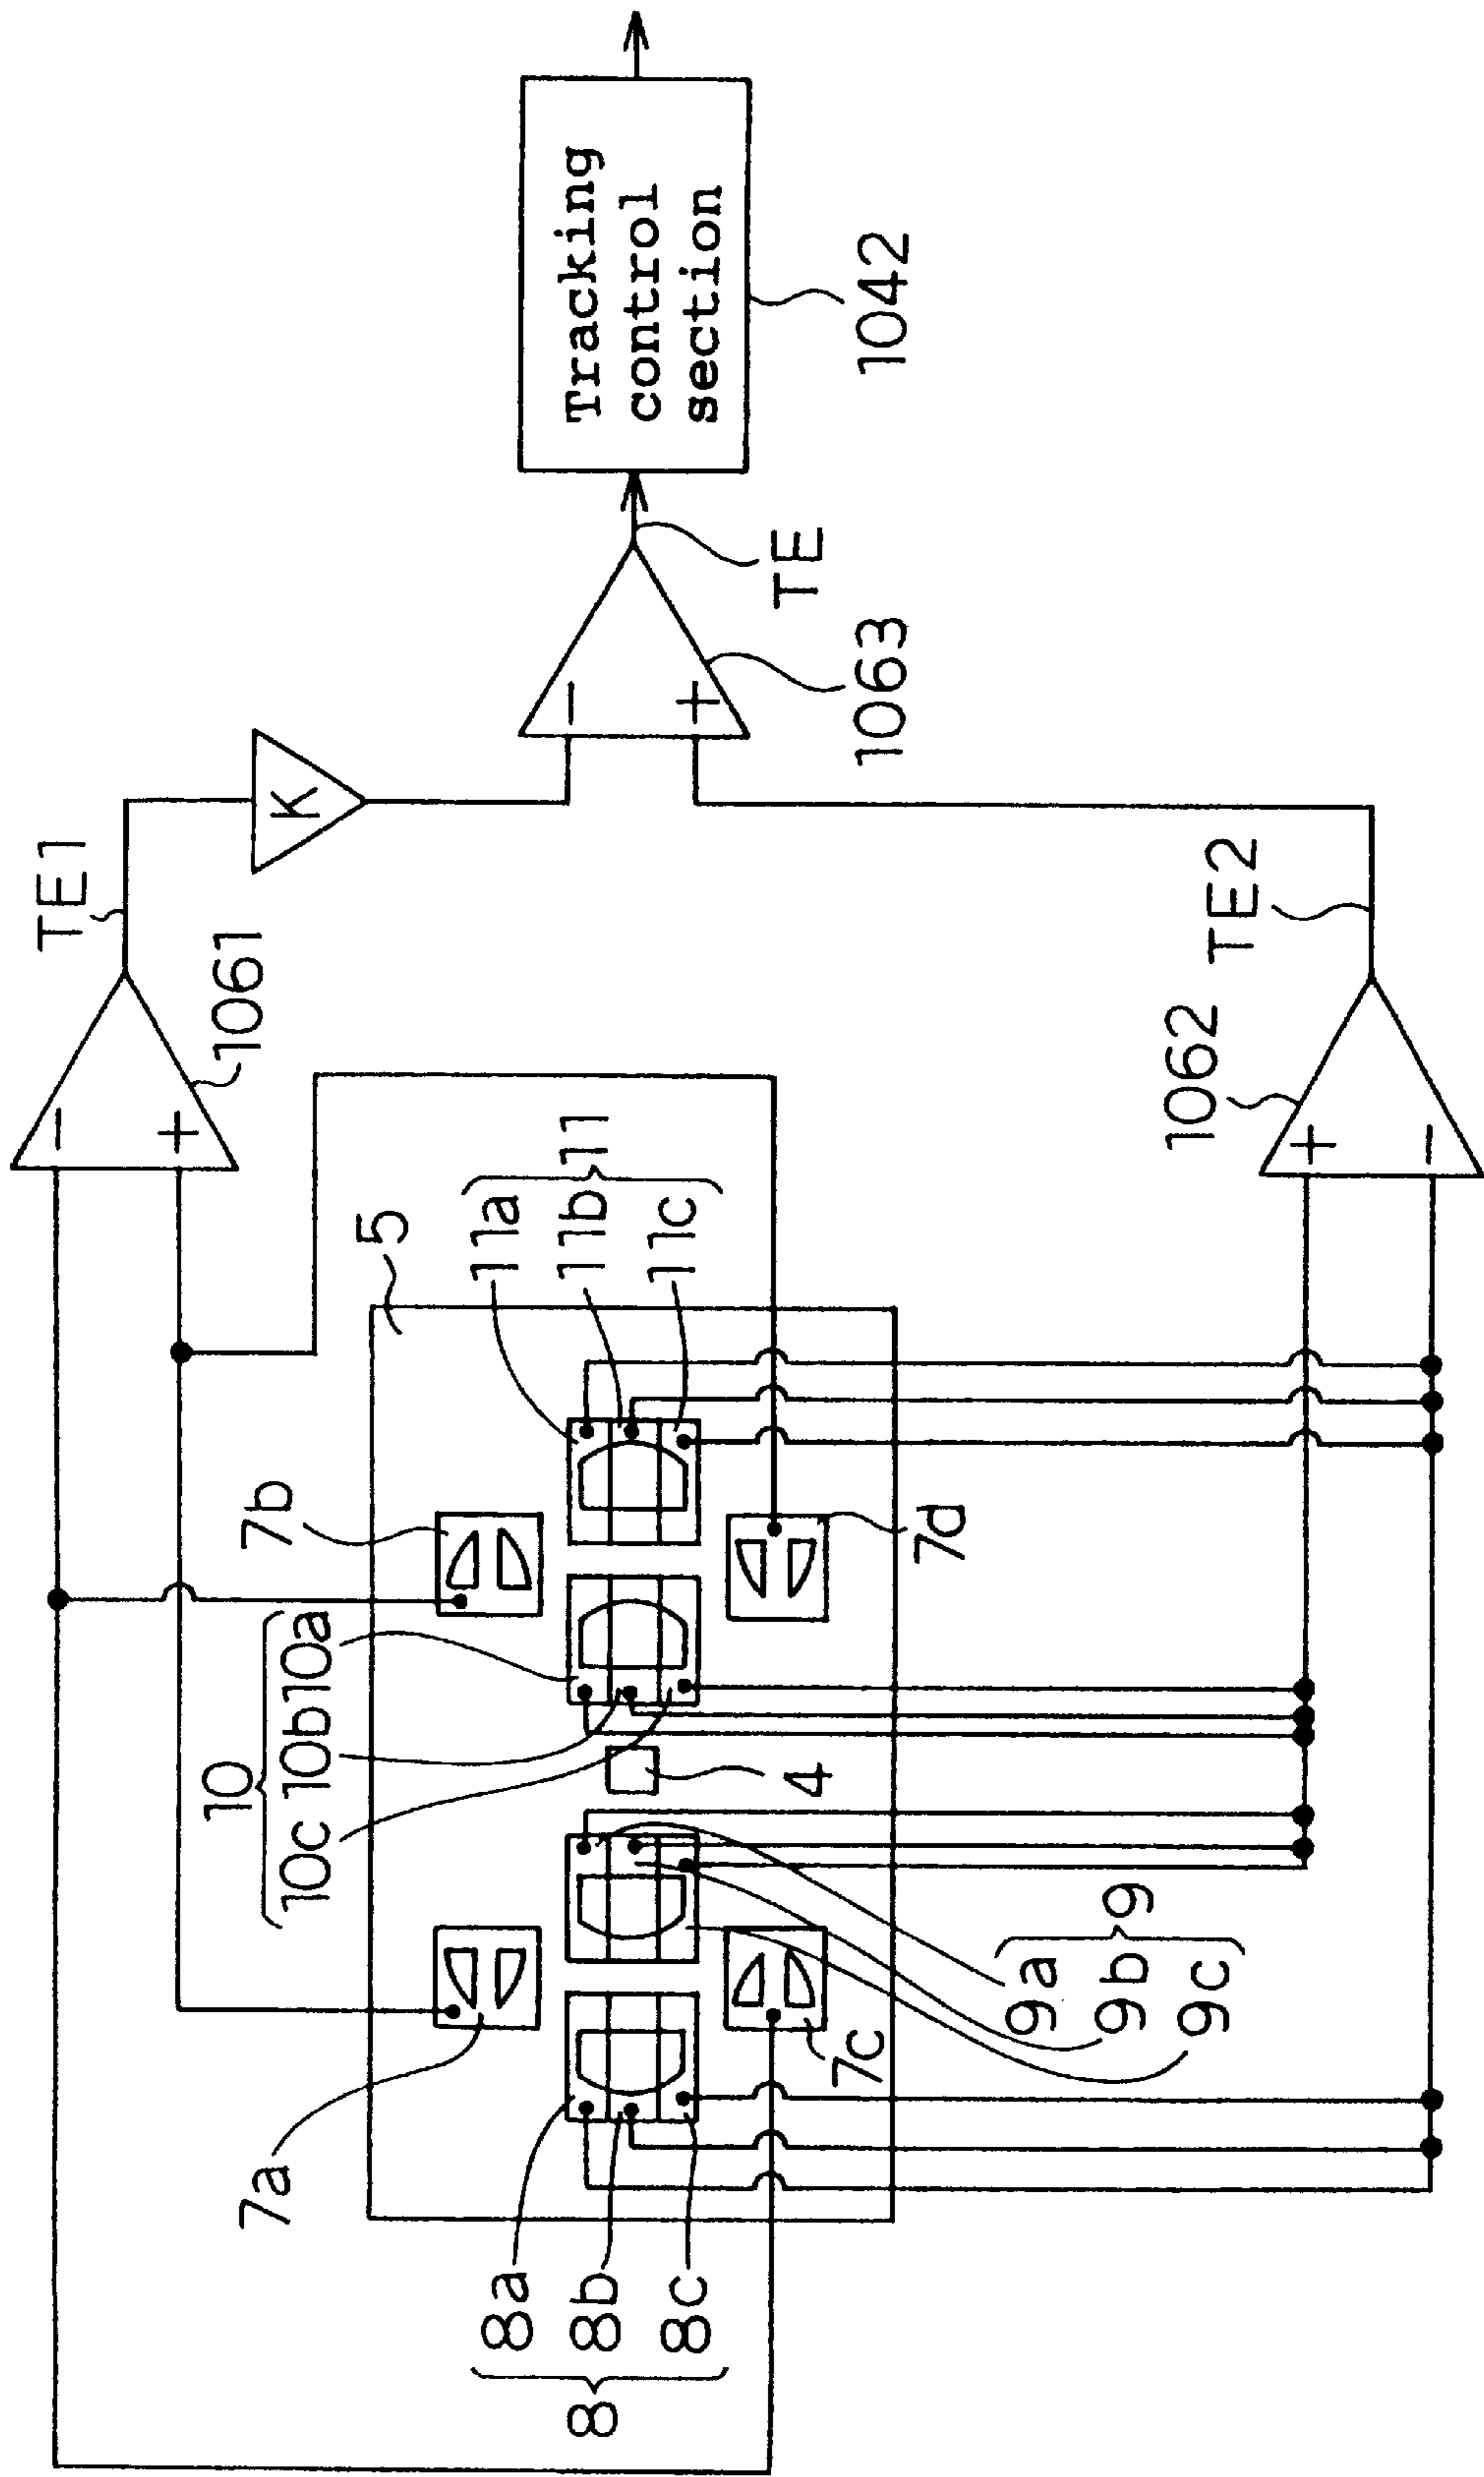 TE1
K
1061
−
+
Tracking
control
section
1042
TE
1063
−
+
5
11a
11b
11c
11
7b
10
10a
10b
10c
7d
4
7a
7c
9a
9b
9c
9
8a
8b
8c
8
TE2
1062
+
−